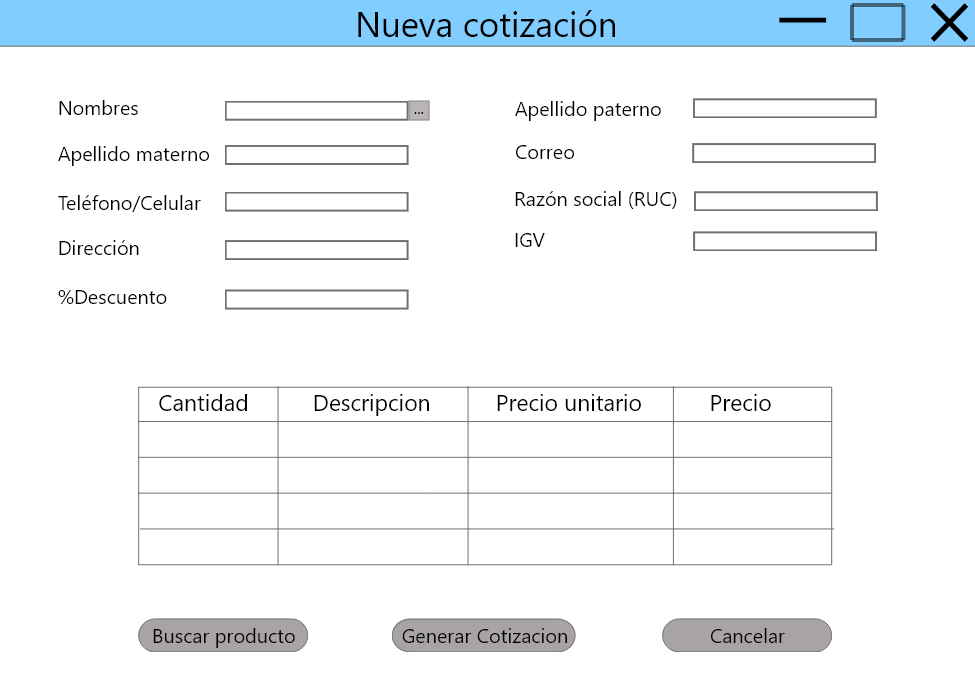 Nueva cotización
Nombres ... Apellido paterno
Apellido materno Correo
Teléfono/Celular Razón social (RUC)
Dirección IGV
%Descuento
Cantidad Descripcion Precio unitario Precio
Buscar producto Generar Cotizacion Cancelar